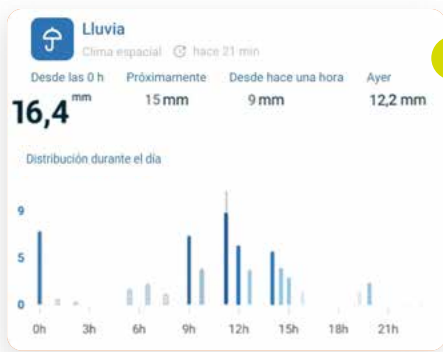 Lluvia
Clima espacial hace 21 min
Desde las 0 h Próximamente Desde hace una hora Ayer
16,4 mm 15 mm 9 mm 12,2 mm
Distribución durante el día
9
5
0
0h 3h 6h 9h 12h 15h 18h 21h